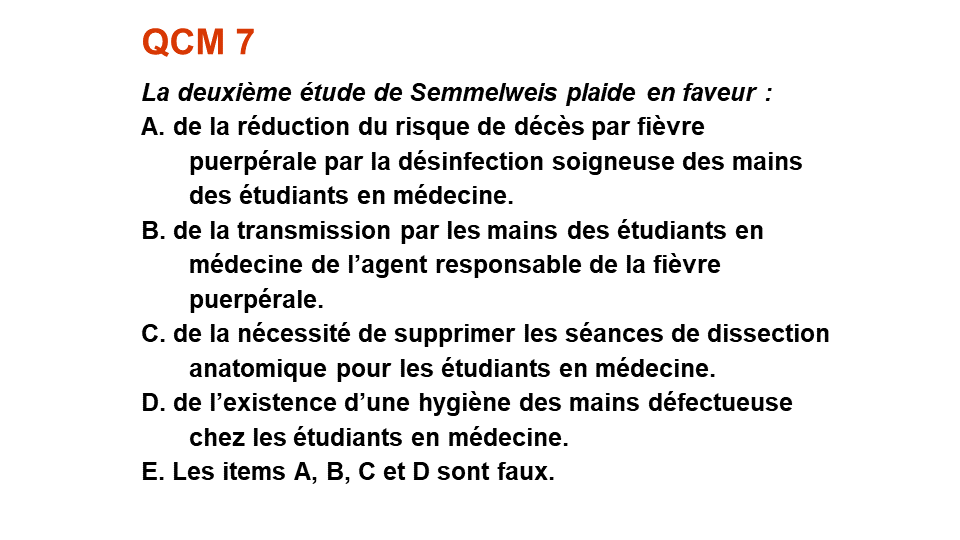 QCM 7
La deuxième étude de Semmelweis plaide en faveur :
A. de la réduction du risque de décès par fièvre
puerpérale par la désinfection soigneuse des mains
des étudiants en médecine.
B. de la transmission par les mains des étudiants en
médecine de l’agent responsable de la fièvre
puerpérale.
C. de la nécessité de supprimer les séances de dissection
anatomique pour les étudiants en médecine.
D. de l’existence d’une hygiène des mains défectueuse
chez les étudiants en médecine.
E. Les items A, B, C et D sont faux.